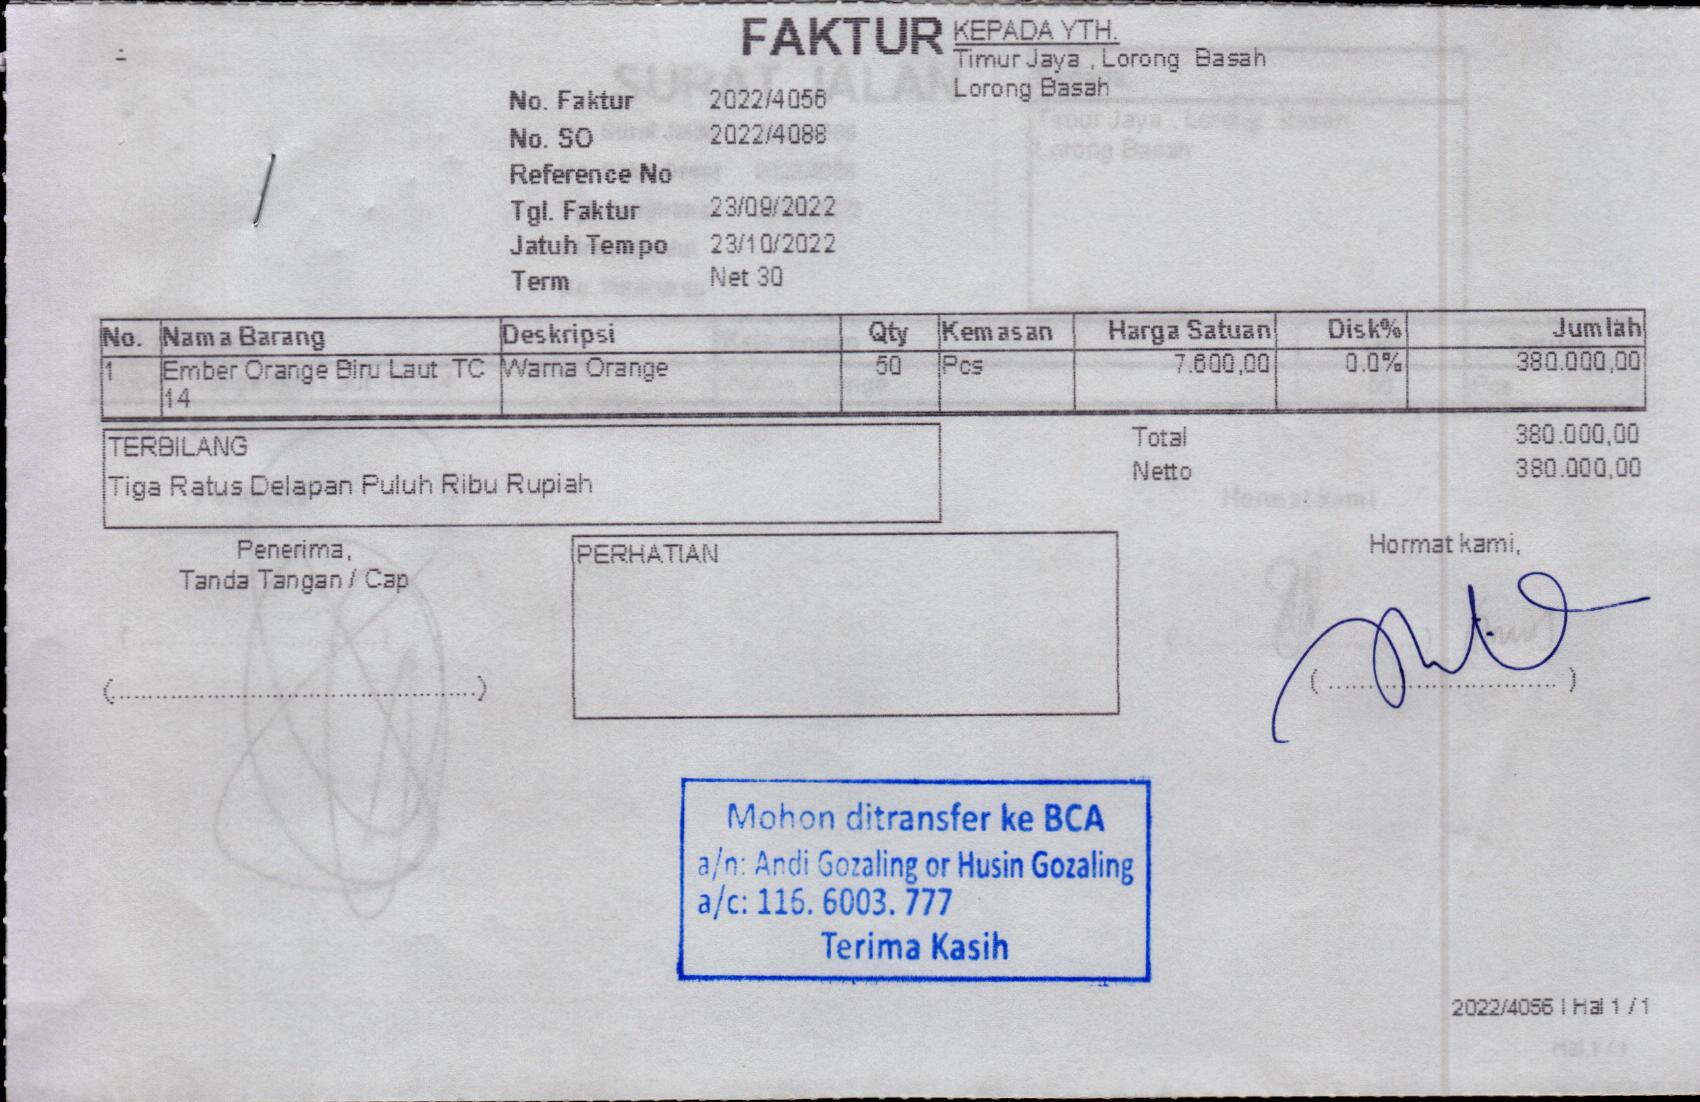 FAKTUR
KEPADA YTH.
Timur Jaya , Lorong Basah
Lorong Basah
No. Faktur 2022/4056
No. SO 2022/4088
Reference No
Tgl. Faktur 23/09/2022
Jatuh Tempo 23/10/2022
Term Net 30
No. Nama Barang Deskripsi Qty Kemasan Harga Satuan Disk% Jumlah
1 Ember Orange Biru Laut TC Warna Orange 50 Pcs 7.600,00 0.0% 380.000,00
14
TERBILANG
Tiga Ratus Delapan Puluh Ribu Rupiah
Total 380.000,00
Netto 380.000,00
Penerima,
Tanda Tangan / Cap
(............................................)
PERHATIAN
Hormat kami,
(............................)
Mohon ditransfer ke BCA
a/n: Andi Gozaling or Husin Gozaling
a/c: 116. 6003. 777
Terima Kasih
2022/4056 | Hal 1 / 1